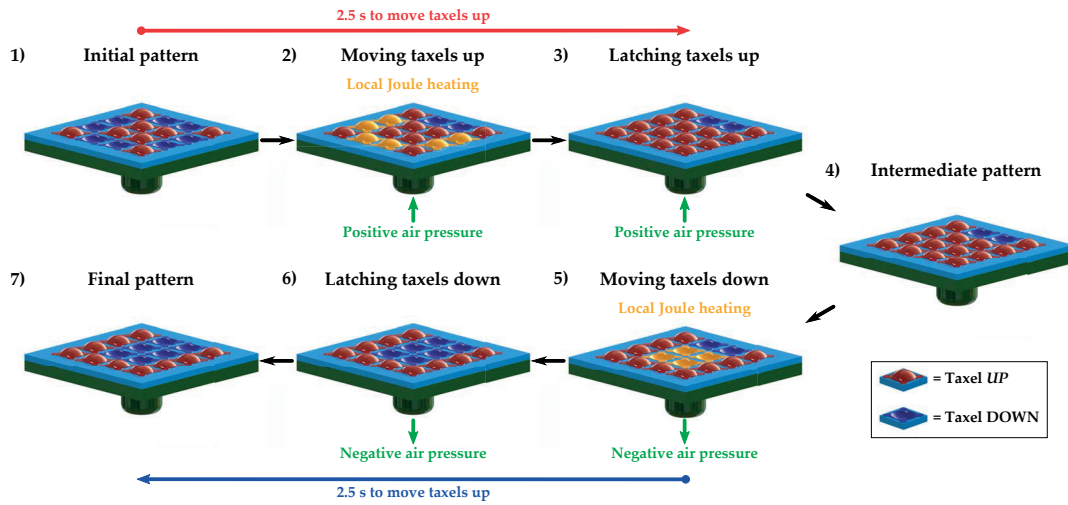 2.5 s to move taxels up
1) Initial pattern
2) Moving taxels up
3) Latching taxels up
Local Joule heating
Positive air pressure
Positive air pressure
4) Intermediate pattern
7) Final pattern
6) Latching taxels down
5) Moving taxels down
Local Joule heating
Negative air pressure
Negative air pressure
= Taxel UP
= Taxel DOWN
2.5 s to move taxels up